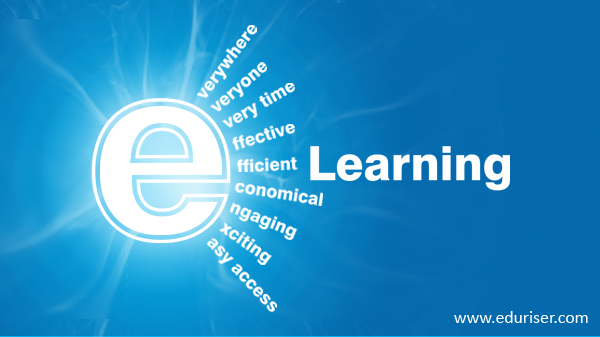 e
verywhere
veryone
very time
ffective
fficient
Learning
conomical
ngaging
xciting
asy access
www.eduriser.com